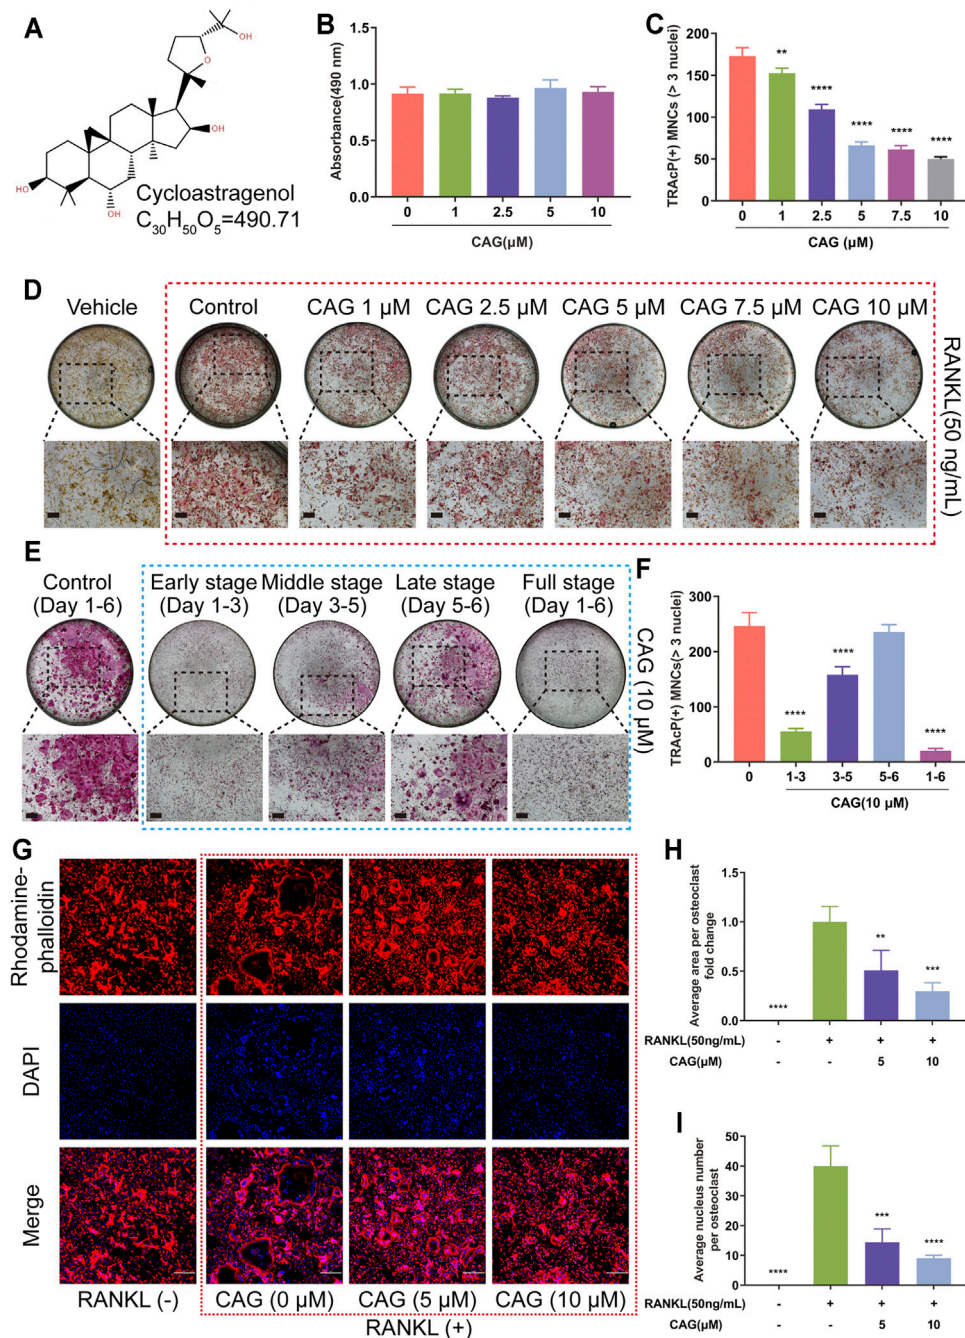 A
OH
O
OH
HO
OH
Cycloastragenol
C30H50O5=490.71
B
Absorbance(490 nm)
1.5
1.0
0.5
0.0
0 1 2.5 5 10
CAG(μM)
C
TRAcP(+) MNCs (> 3 nuclei)
200
150
100
50
0
** **** **** **** ****
0 1 2.5 5 7.5 10
CAG (μM)
D
Vehicle Control CAG 1 μM CAG 2.5 μM CAG 5 μM CAG 7.5 μM CAG 10 μM
RANKL(50 ng/mL)
E
Control Early stage Middle stage Late stage Full stage
(Day 1-6) (Day 1-3) (Day 3-5) (Day 5-6) (Day 1-6)
CAG (10 μM)
F
TRAcP(+) MNCs(> 3 nuclei)
300
200
100
0
**** **** ****
0 1-3 3-5 5-6 1-6
CAG(10 μM)
G
Rhodamine-
phalloidin
DAPI
Merge
RANKL (-) CAG (0 μM) CAG (5 μM) CAG (10 μM)
RANKL (+)
H
Average area per osteoclast
fold change
1.5
1.0
0.5
0.0
**** ** ***
RANKL(50ng/mL) - + + +
CAG(μM) - - 5 10
I
Average nucleus number
per osteoclast
50
40
30
20
10
0
**** *** ****
RANKL(50ng/mL) - + + +
CAG(μM) - - 5 10